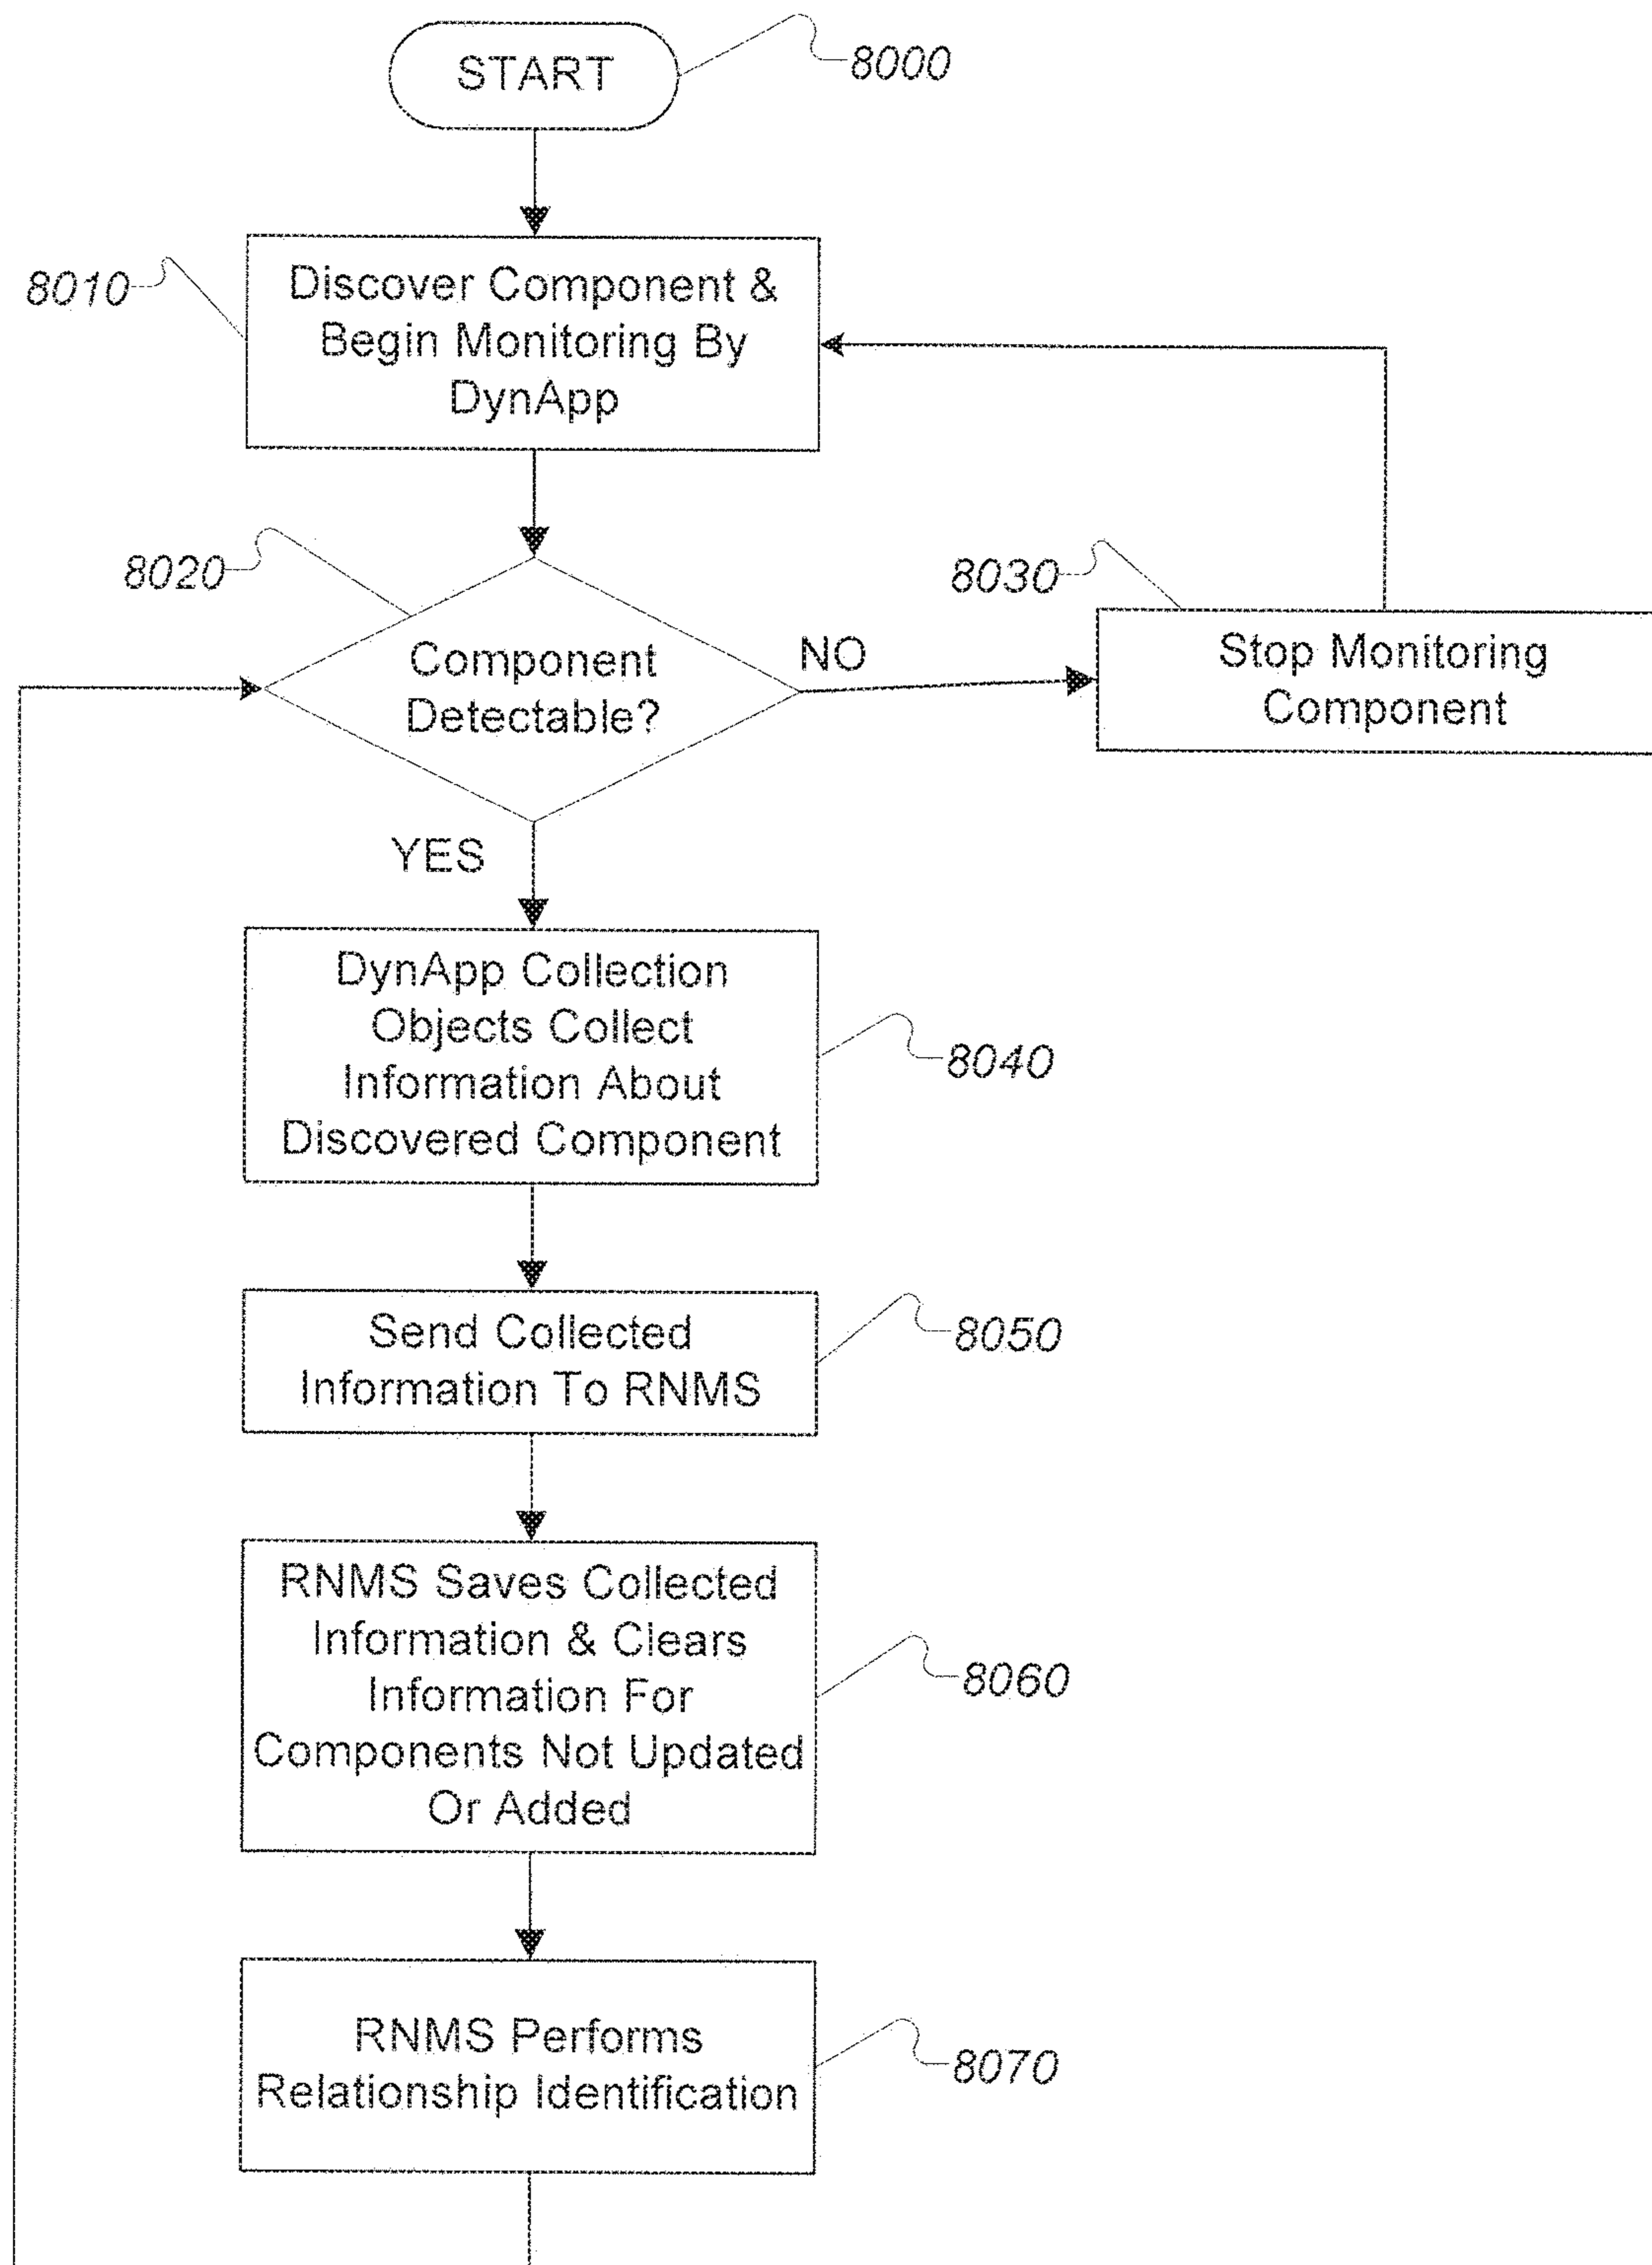 START
8000
8010
Discover Component &
Begin Monitoring By
DynApp
8020
Component
Detectable?
NO
8030
Stop Monitoring
Component
YES
DynApp Collection
Objects Collect
Information About
Discovered Component
8040
Send Collected
Information To RNMS
8050
RNMS Saves Collected
Information & Clears
Information For
Components Not Updated
Or Added
8060
RNMS Performs
Relationship Identification
8070